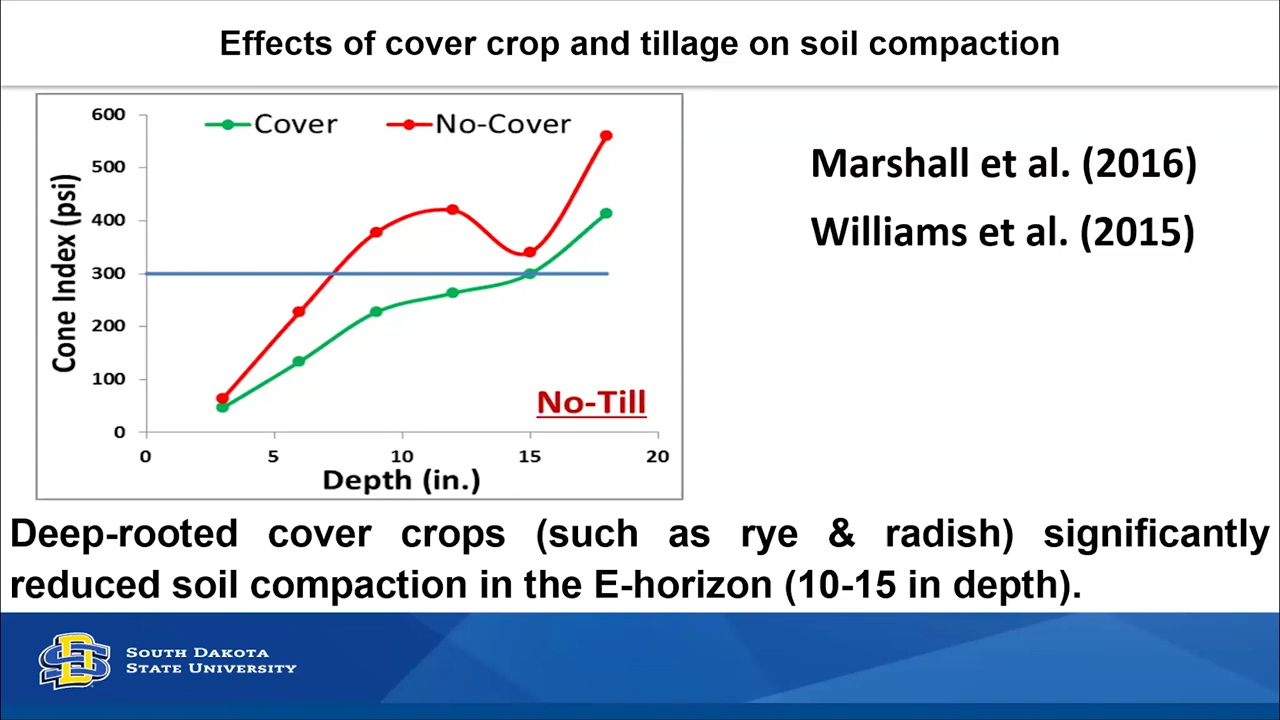 Effects of cover crop and tillage on soil compaction
Cover
No-Cover
600
500
400
300
200
100
0
Cone Index (psi)
0
5
10
15
20
Depth (in.)
No-Till
Marshall et al. (2016)
Williams et al. (2015)
Deep-rooted cover crops (such as rye & radish) significantly
reduced soil compaction in the E-horizon (10-15 in depth).
SD
SOUTH DAKOTA
STATE UNIVERSITY